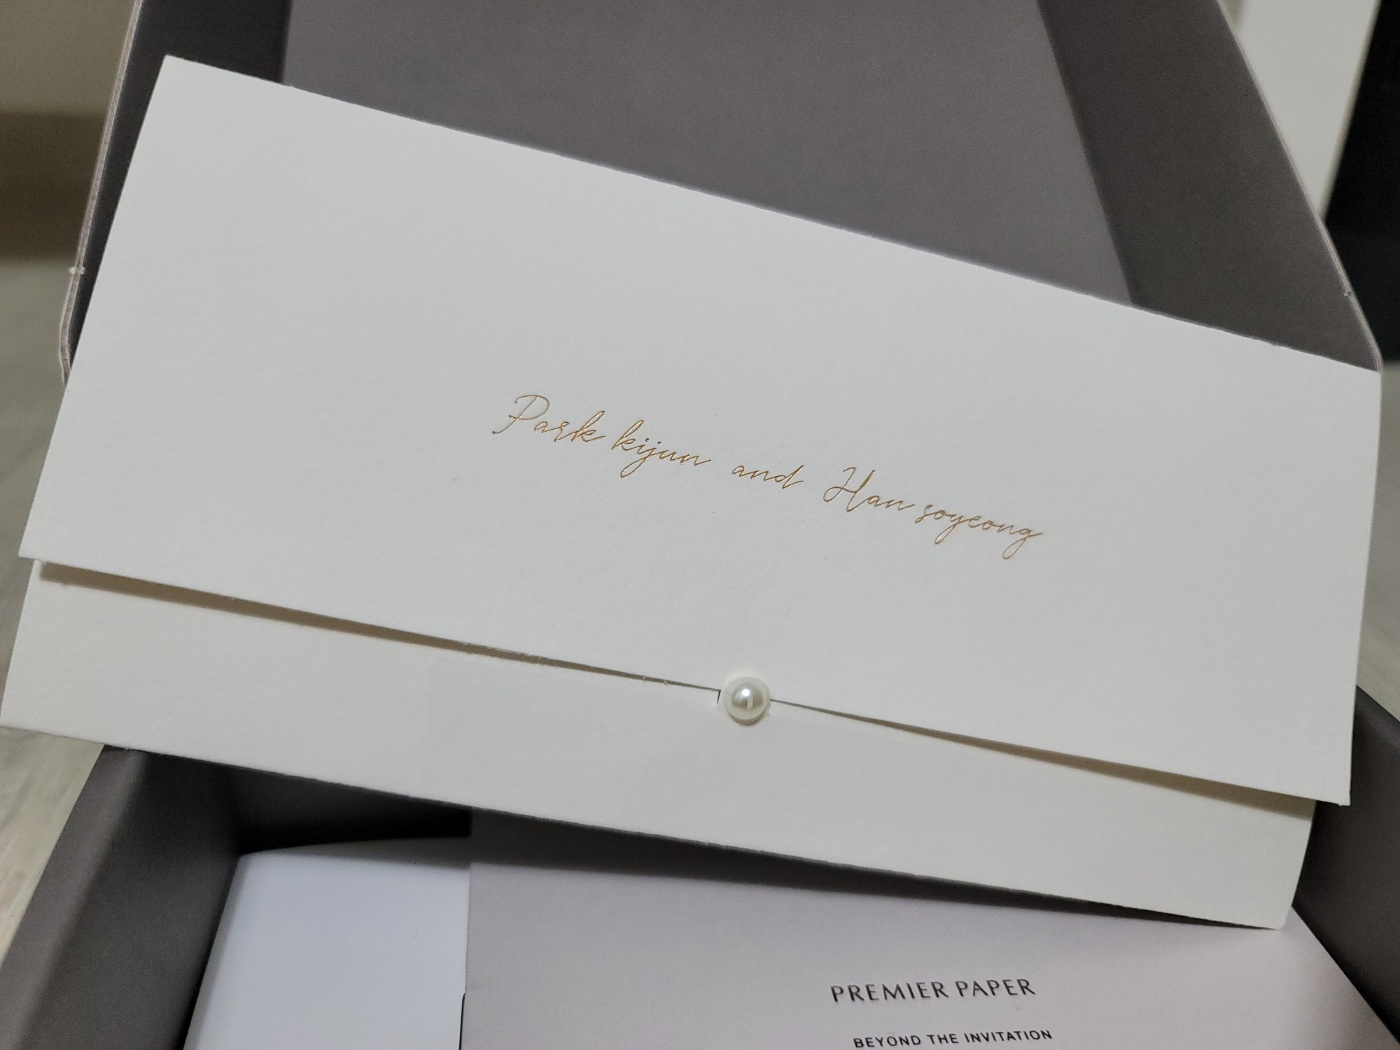 Park kijun and Han soyeong
PREMIER PAPER
BEYOND THE INVITATION